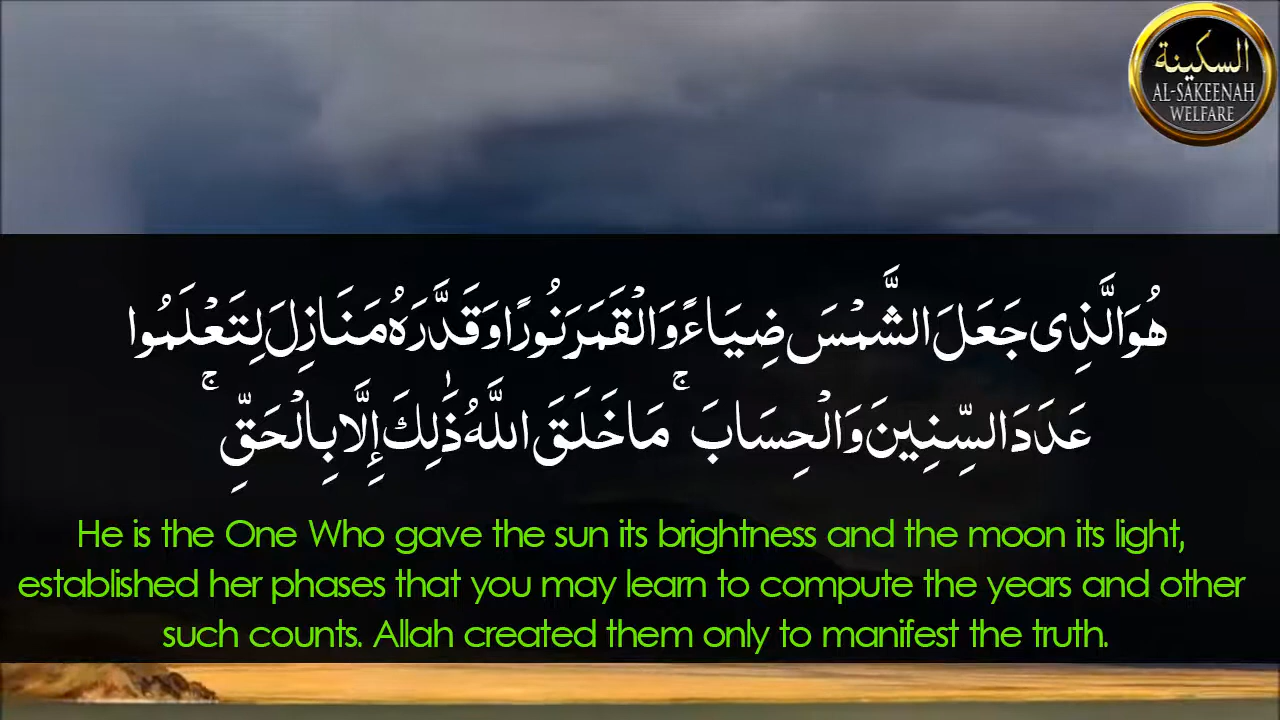 السكينة
AL-SAKEENAH
WELFARE
هُوَ الَّذِى جَعَلَ الشَّمْسَ ضِيَاءً وَالْقَمَرَ نُورًا وَقَدَّرَهُ مَنَازِلَ لِتَعْلَمُوا
عَدَدَ السِّنِينَ وَالْحِسَابَ ۚ مَا خَلَقَ اللَّهُ ذَٰلِكَ إِلَّا بِالْحَقِّ ۚ
He is the One Who gave the sun its brightness and the moon its light,
established her phases that you may learn to compute the years and other
such counts. Allah created them only to manifest the truth.